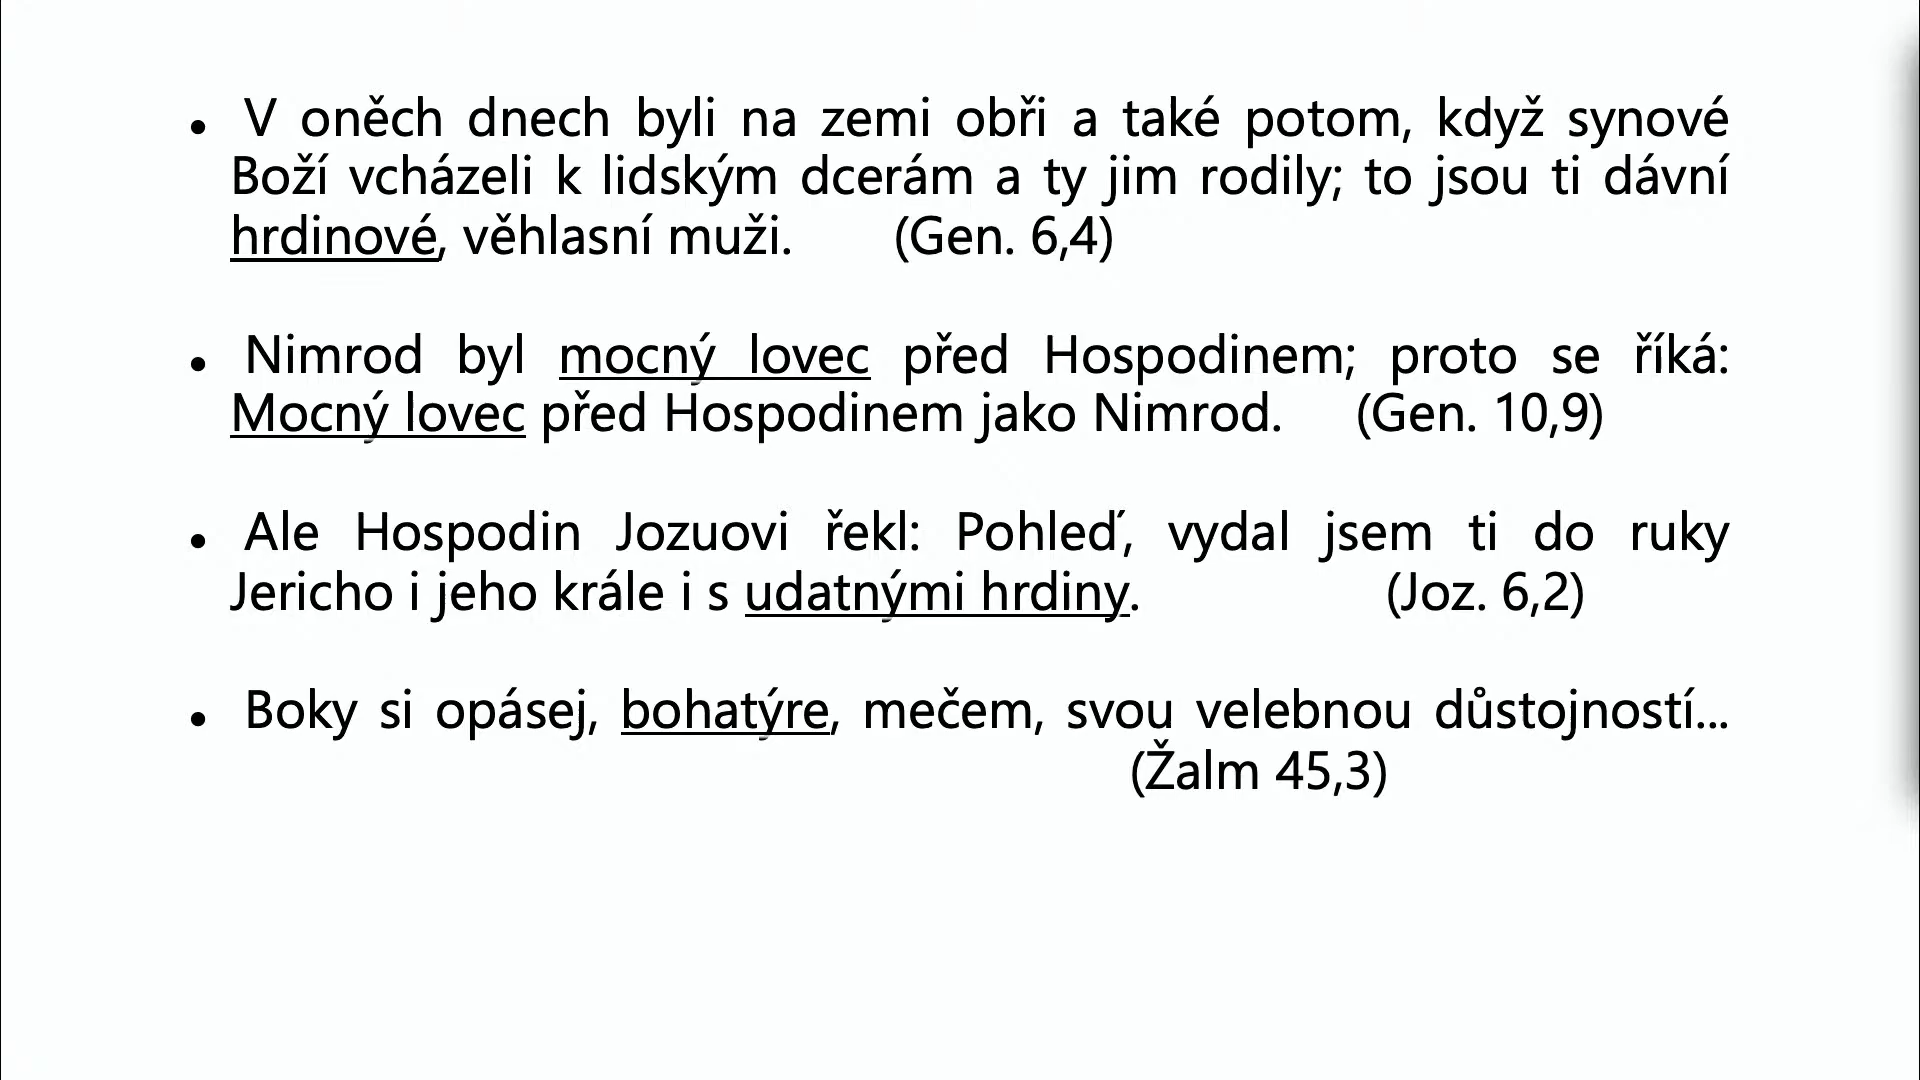 • V oněch dnech byli na zemi obři a také potom, když synové
Boží vcházeli k lidským dcerám a ty jim rodily; to jsou ti dávní
hrdinové, věhlasní muži. (Gen. 6,4)
• Nimrod byl mocný lovec před Hospodinem; proto se říká:
Mocný lovec před Hospodinem jako Nimrod. (Gen. 10,9)
• Ale Hospodin Jozuovi řekl: Pohleď, vydal jsem ti do ruky
Jericho i jeho krále i s udatnými hrdiny. (Joz. 6,2)
• Boky si opásej, bohatýre, mečem, svou velebnou důstojností...
(Žalm 45,3)